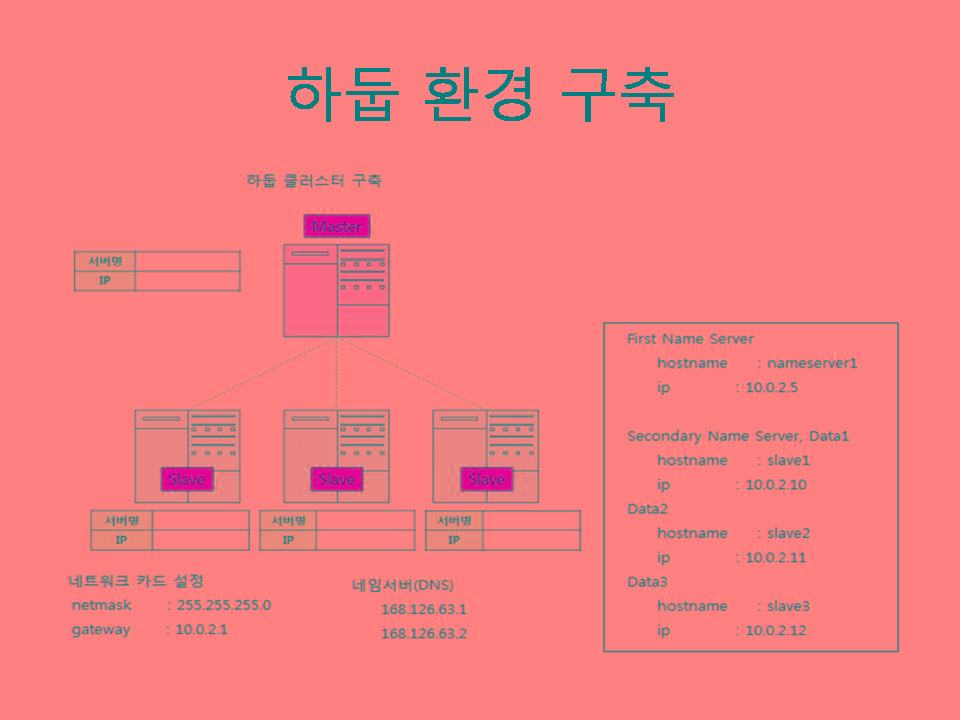 하둡 환경 구축
하둡 클러스터 구축
Master
서버명
IP
Slave
Slave
Slave
서버명
IP
서버명
IP
서버명
IP
네트워크 카드 설정
netmask : 255.255.255.0
gateway : 10.0.2.1
네임서버(DNS)
168.126.63.1
168.126.63.2
First Name Server
hostname : nameserver1
ip : 10.0.2.5
Secondary Name Server, Data1
hostname : slave1
ip : 10.0.2.10
Data2
hostname : slave2
ip : 10.0.2.11
Data3
hostname : slave3
ip : 10.0.2.12